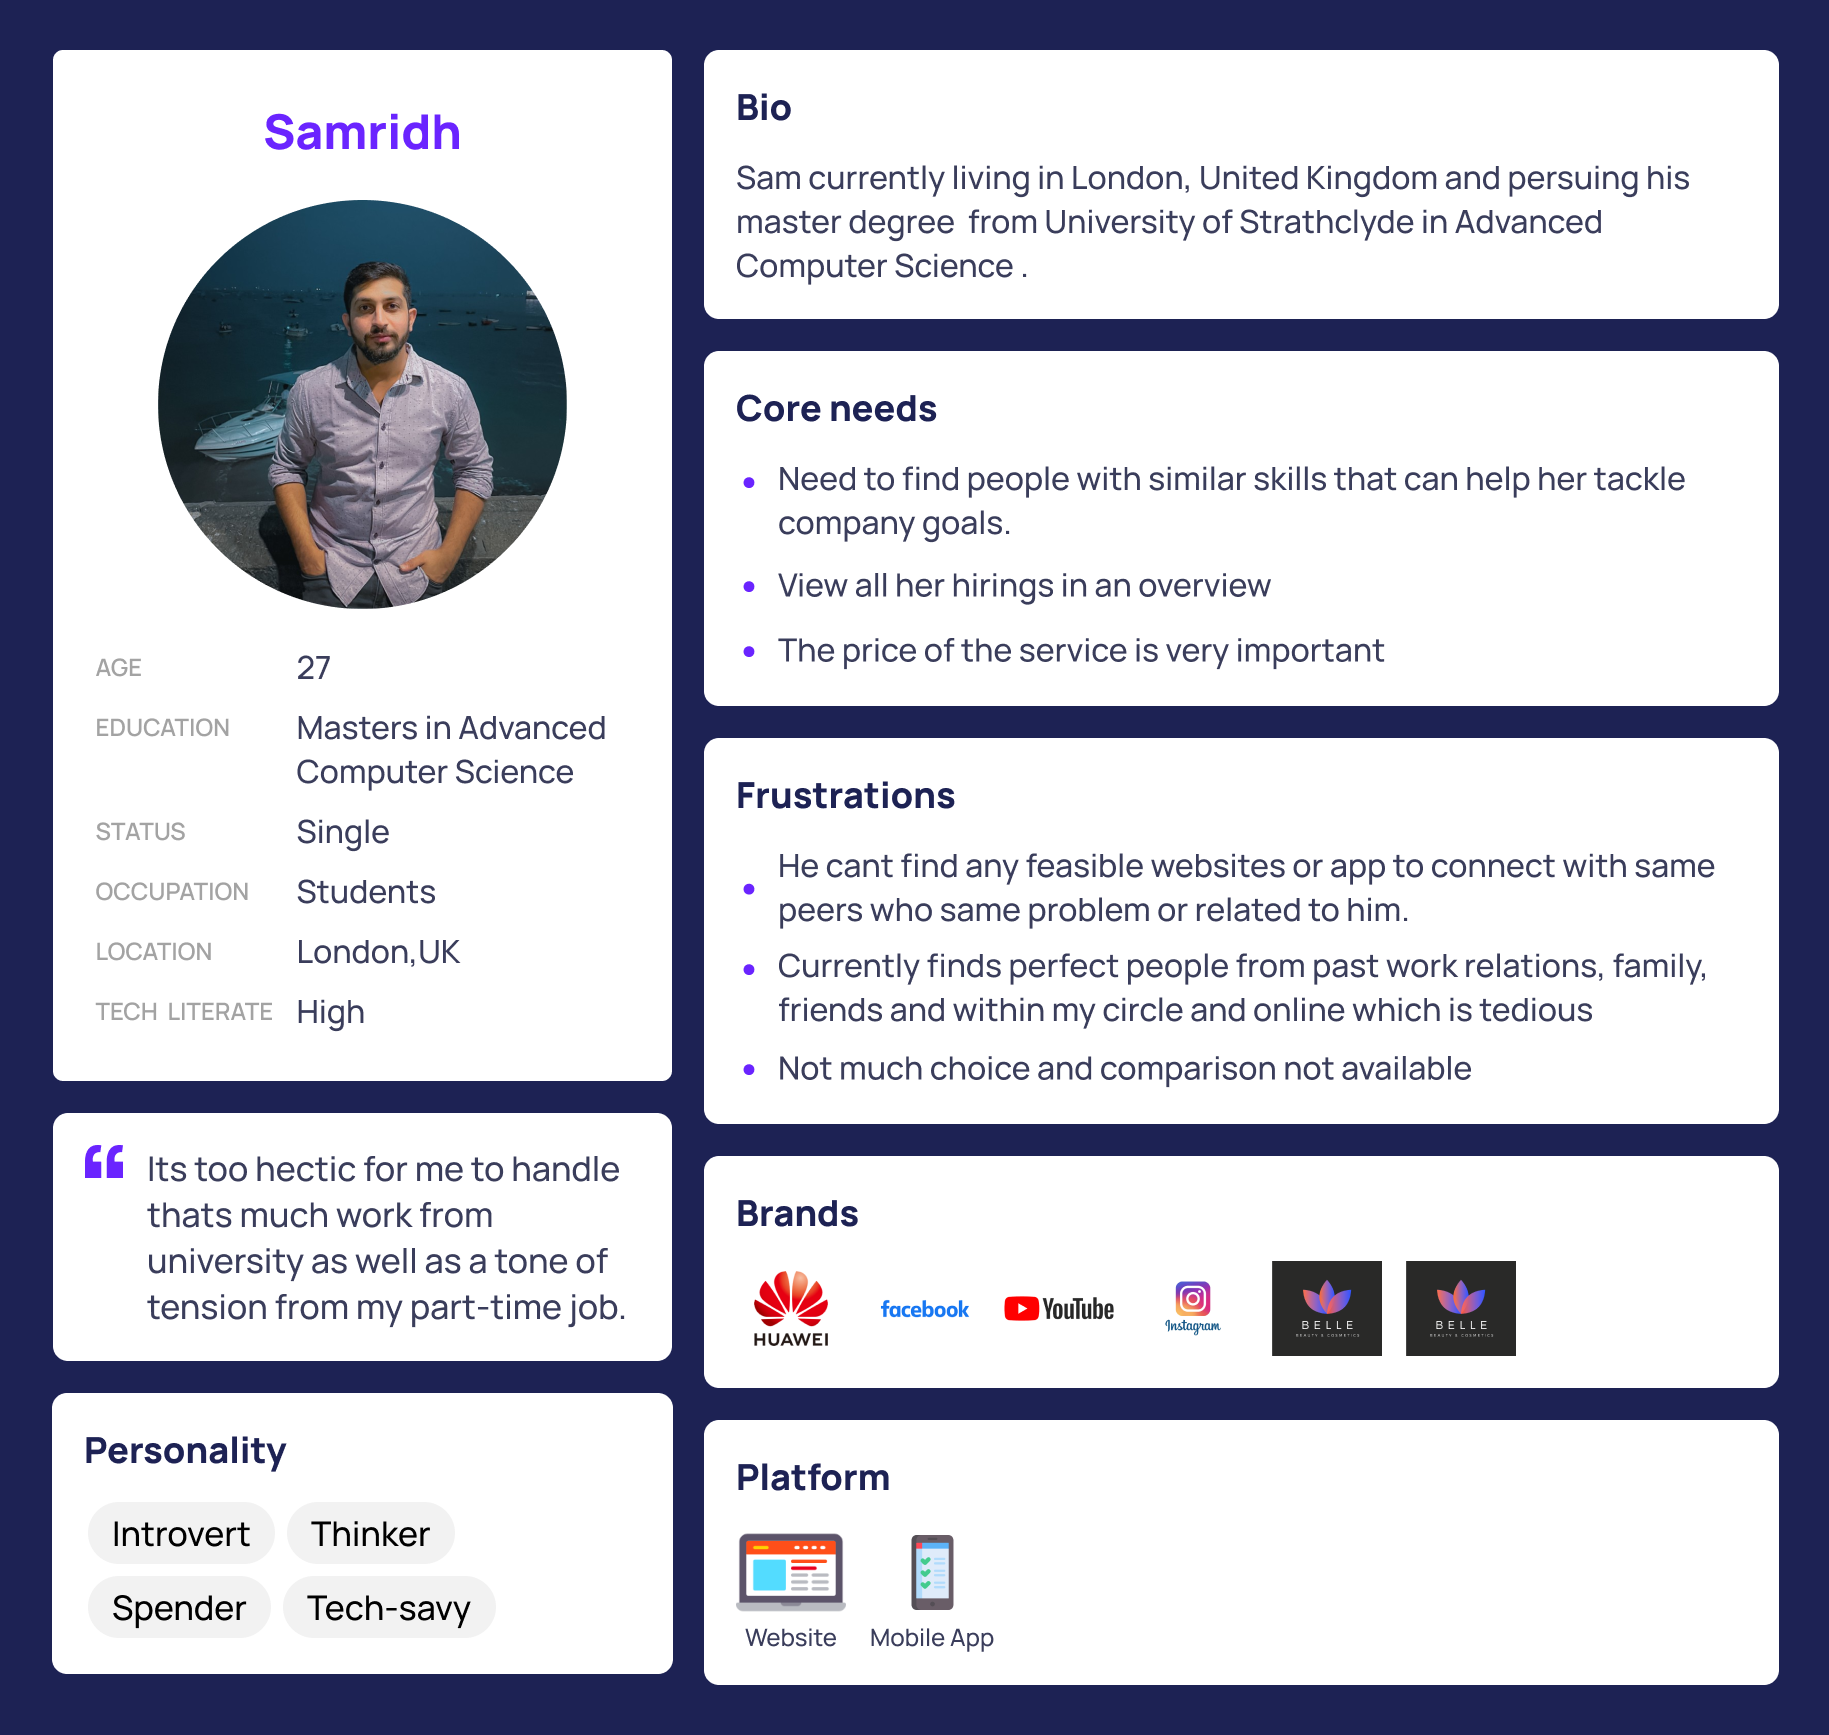 Samridh
AGE 27
EDUCATION Masters in Advanced
Computer Science
STATUS Single
OCCUPATION Students
LOCATION London,UK
TECH LITERATE High
Its too hectic for me to handle
thats much work from
university as well as a tone of
tension from my part-time job.
Personality
Introvert Thinker
Spender Tech-savy
Bio
Sam currently living in London, United Kingdom and persuing his
master degree from University of Strathclyde in Advanced
Computer Science .
Core needs
Need to find people with similar skills that can help her tackle
company goals.
View all her hirings in an overview
The price of the service is very important
Frustrations
He cant find any feasible websites or app to connect with same
peers who same problem or related to him.
Currently finds perfect people from past work relations, family,
friends and within my circle and online which is tedious
Not much choice and comparison not available
Brands
HUAWEI
facebook
YouTube
Instagram
BELLE
BEAUTY & COSMETICS
BELLE
BEAUTY & COSMETICS
Platform
Website Mobile App